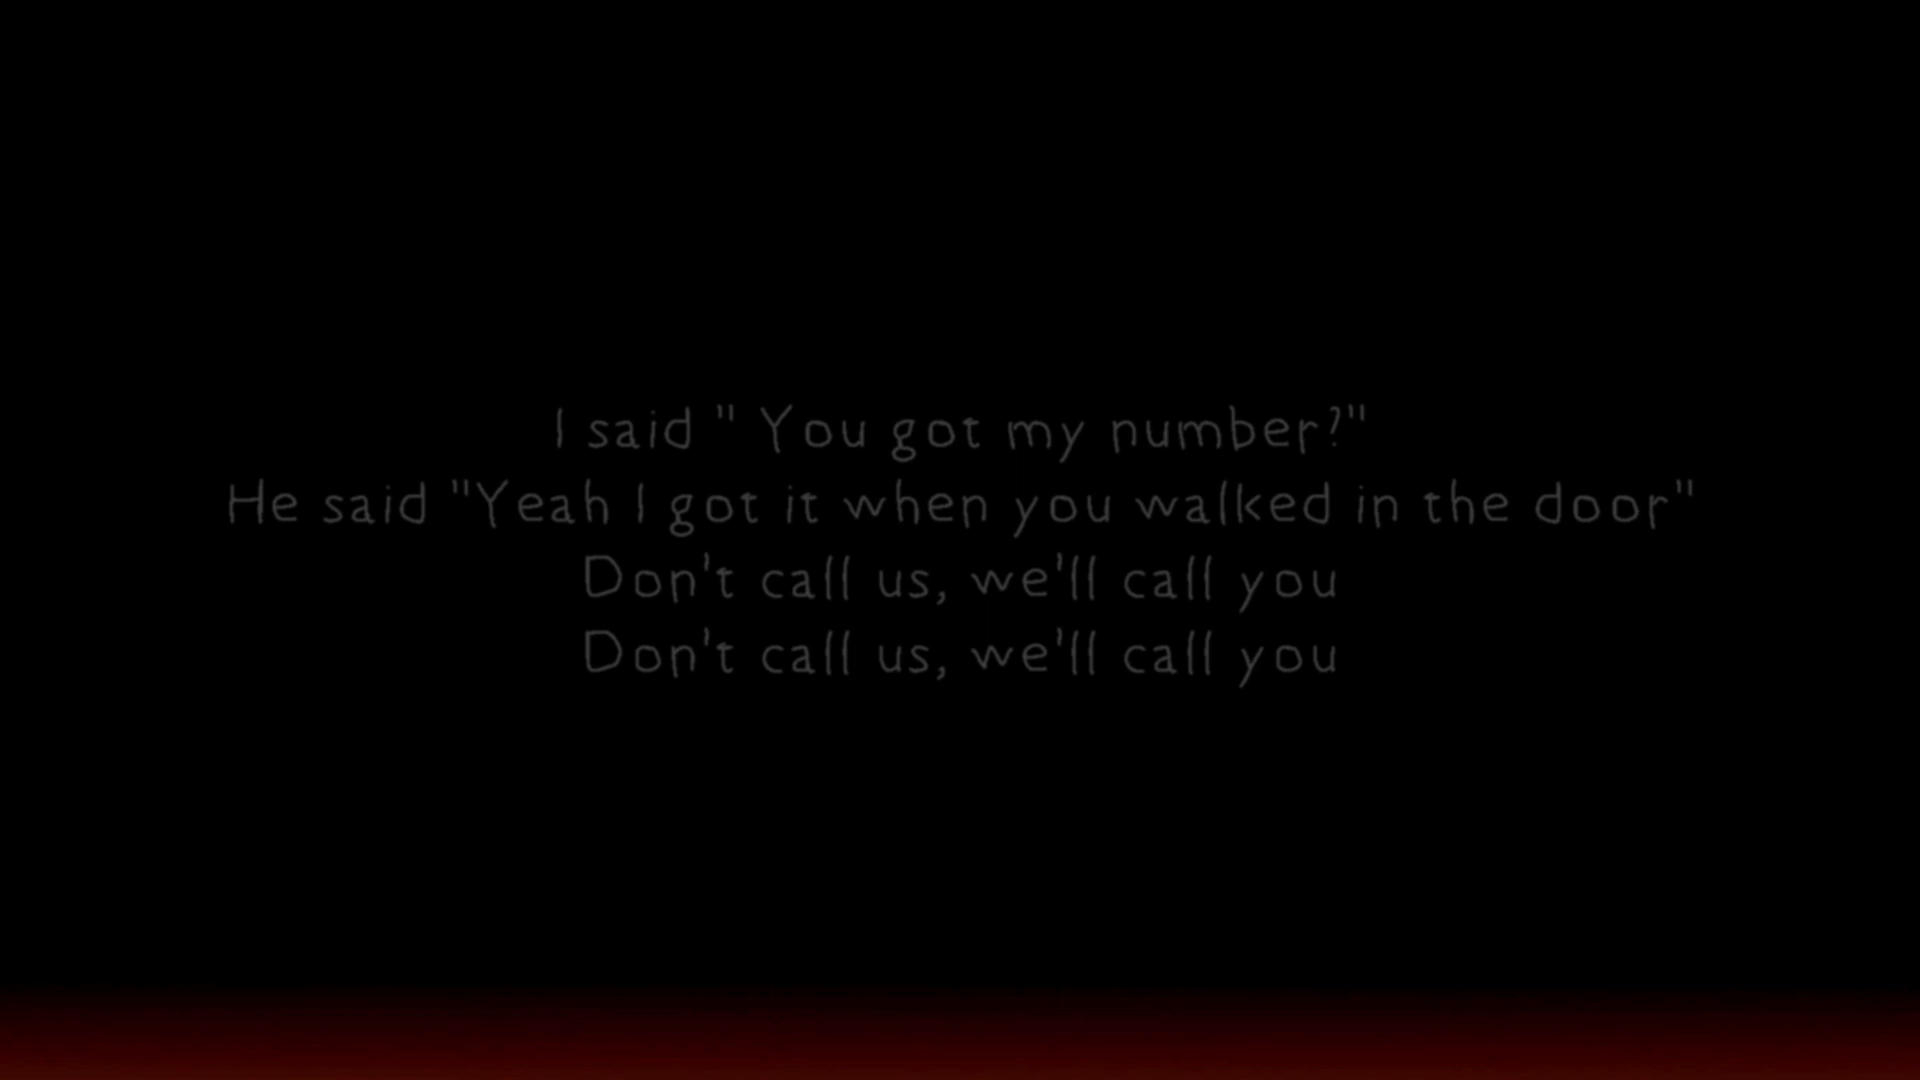 I said " You got my number?"
He said "Yeah I got it when you walked in the door"
Don't call us, we'll call you
Don't call us, we'll call you